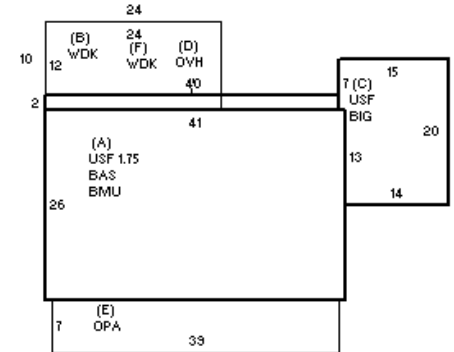 24
10
12
(B)
WDK
24
(F)
WDK
(D)
OVH
40
2
41
15
7 (C)
USF
BIG
20
13
14
(A)
USF 1.75
BAS
BMU
26
(E)
OPA
7
39